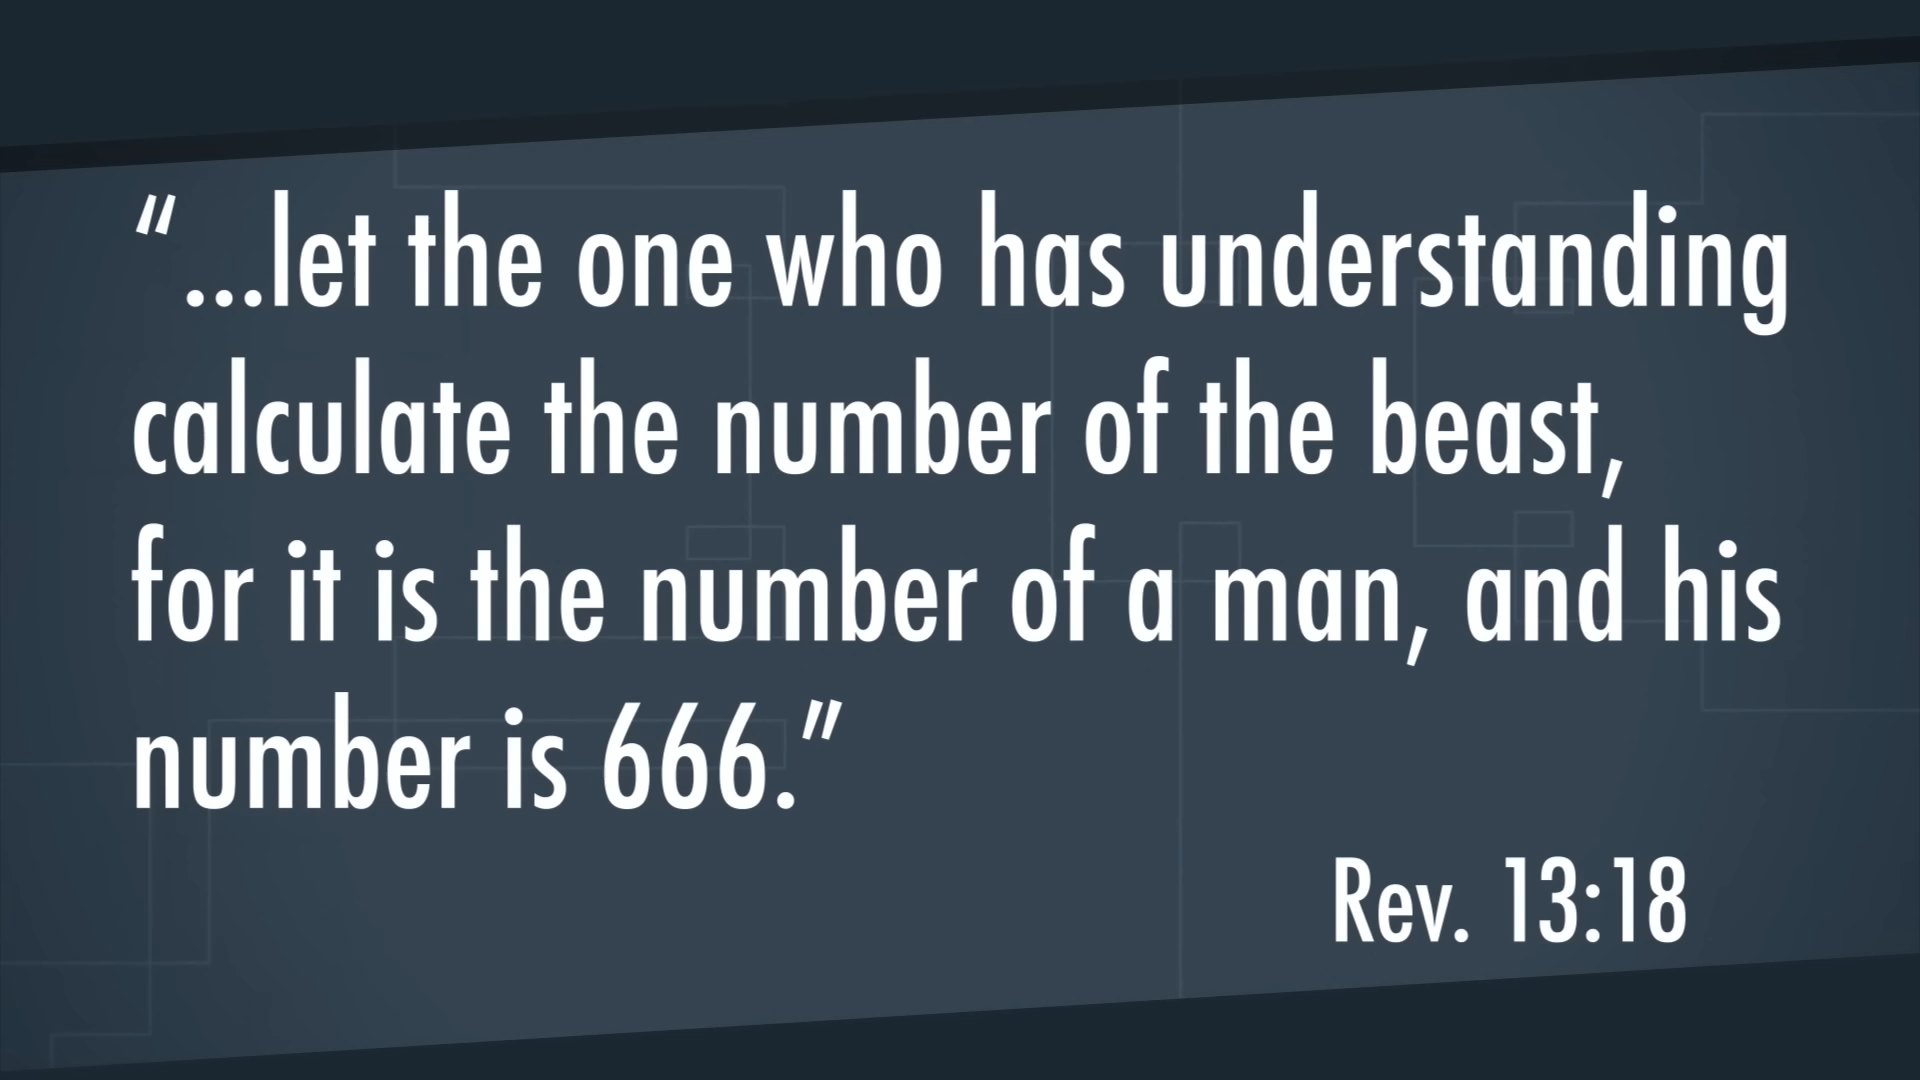 “...let the one who has understanding
calculate the number of the beast,
for it is the number of a man, and his
number is 666.”
Rev. 13:18